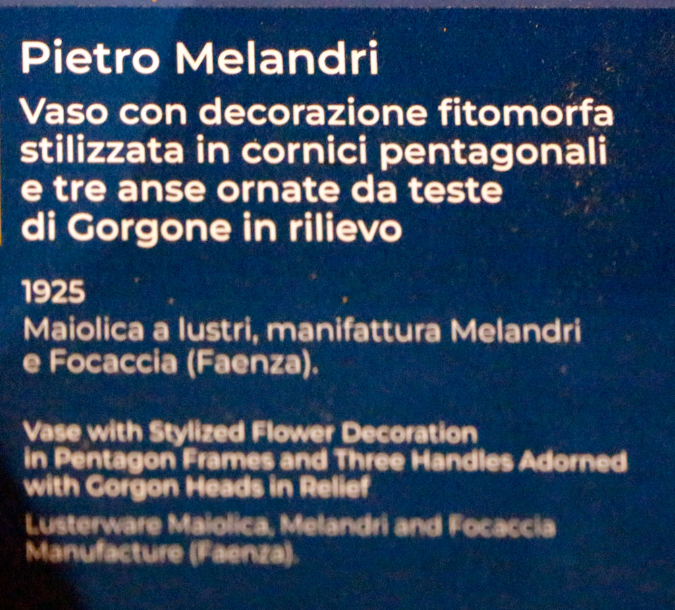 Pietro Melandri
Vaso con decorazione fitomorfa
stilizzata in cornici pentagonali
e tre anse ornate da teste
di Gorgone in rilievo
1925
Maiolica a lustri, manifattura Melandri
e Focaccia (Faenza).
Vase with Stylized Flower Decoration
in Pentagon Frames and Three Handles Adorned
with Gorgon Heads in Relief
Lusterware Maiolica, Melandri and Focaccia
Manufacture (Faenza).